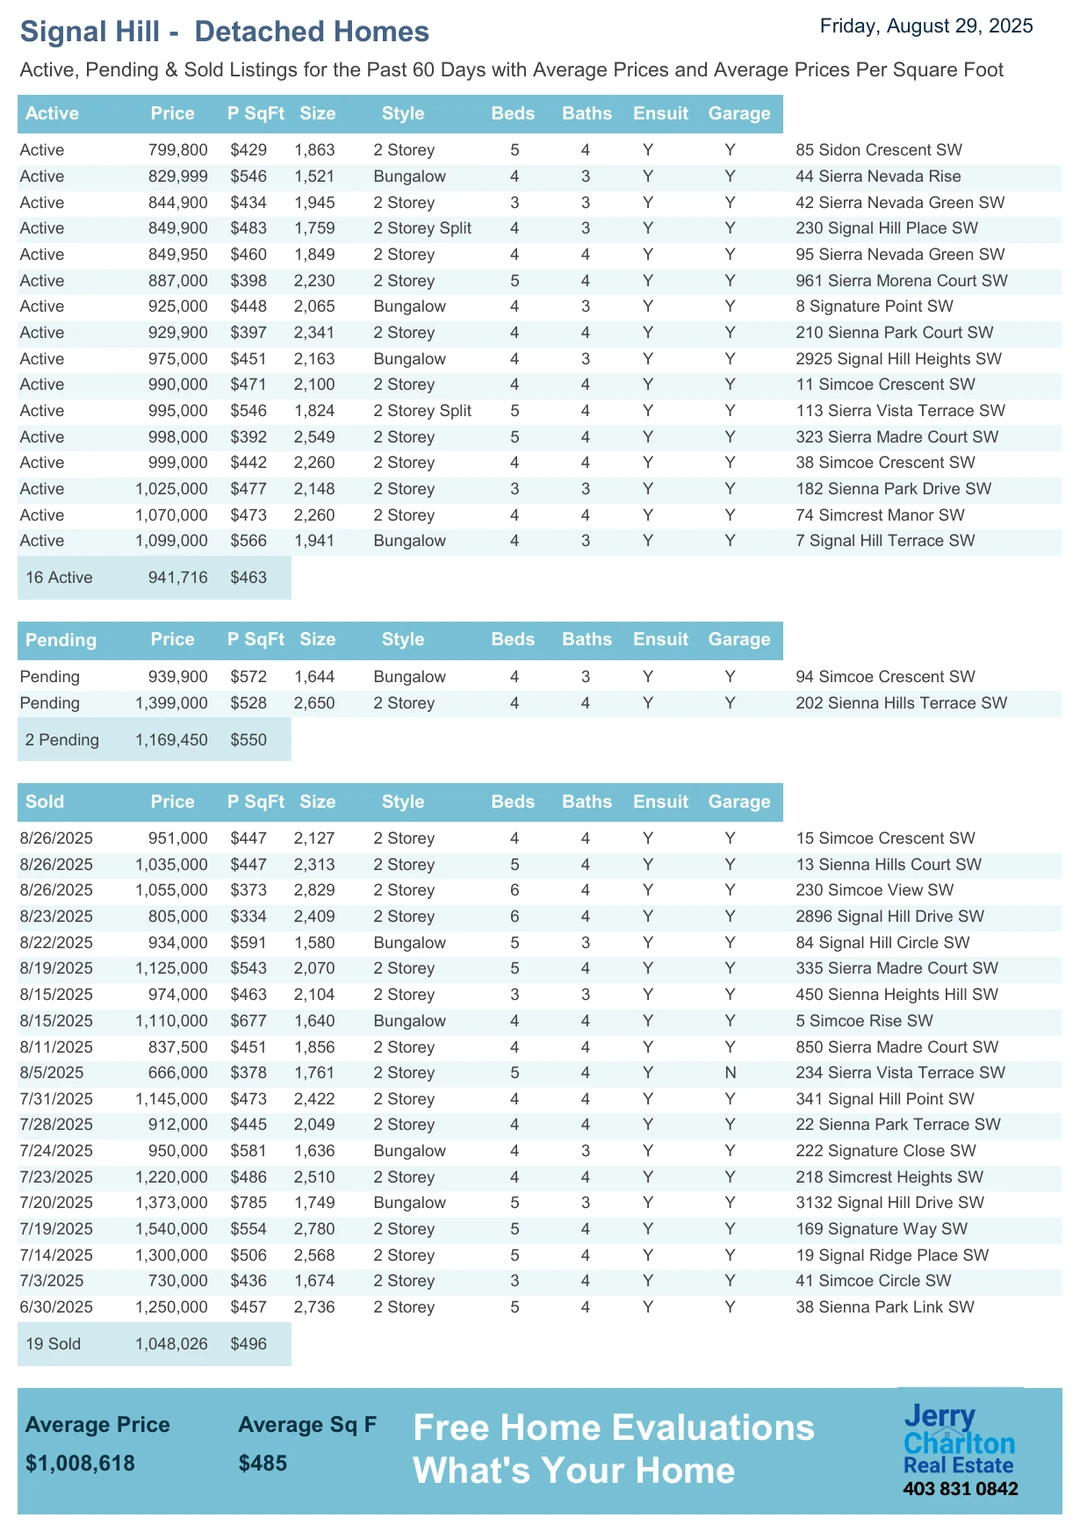 Signal Hill - Detached Homes
Friday, August 29, 2025
Active, Pending & Sold Listings for the Past 60 Days with Average Prices and Average Prices Per Square Foot
Active Price P SqFt Size Style Beds Baths Ensuit Garage
Active 799,800 $429 1,863 2 Storey 5 4 Y Y 85 Sidon Crescent SW
Active 829,999 $546 1,521 Bungalow 4 3 Y Y 44 Sierra Nevada Rise
Active 844,900 $434 1,945 2 Storey 3 3 Y Y 42 Sierra Nevada Green SW
Active 849,900 $483 1,759 2 Storey Split 4 3 Y Y 230 Signal Hill Place SW
Active 849,950 $460 1,849 2 Storey 4 4 Y Y 95 Sierra Nevada Green SW
Active 887,000 $398 2,230 2 Storey 5 4 Y Y 961 Sierra Morena Court SW
Active 925,000 $448 2,065 Bungalow 4 3 Y Y 8 Signature Point SW
Active 929,900 $397 2,341 2 Storey 4 4 Y Y 210 Sienna Park Court SW
Active 975,000 $451 2,163 Bungalow 4 3 Y Y 2925 Signal Hill Heights SW
Active 990,000 $471 2,100 2 Storey 4 4 Y Y 11 Simcoe Crescent SW
Active 995,000 $546 1,824 2 Storey Split 5 4 Y Y 113 Sierra Vista Terrace SW
Active 998,000 $392 2,549 2 Storey 5 4 Y Y 323 Sierra Madre Court SW
Active 999,000 $442 2,260 2 Storey 4 4 Y Y 38 Simcoe Crescent SW
Active 1,025,000 $477 2,148 2 Storey 3 3 Y Y 182 Sienna Park Drive SW
Active 1,070,000 $473 2,260 2 Storey 4 4 Y Y 74 Simcrest Manor SW
Active 1,099,000 $566 1,941 Bungalow 4 3 Y Y 7 Signal Hill Terrace SW
16 Active 941,716 $463
Pending Price P SqFt Size Style Beds Baths Ensuit Garage
Pending 939,900 $572 1,644 Bungalow 4 3 Y Y 94 Simcoe Crescent SW
Pending 1,399,000 $528 2,650 2 Storey 4 4 Y Y 202 Sienna Hills Terrace SW
2 Pending 1,169,450 $550
Sold Price P SqFt Size Style Beds Baths Ensuit Garage
8/26/2025 951,000 $447 2,127 2 Storey 4 4 Y Y 15 Simcoe Crescent SW
8/26/2025 1,035,000 $447 2,313 2 Storey 5 4 Y Y 13 Sienna Hills Court SW
8/26/2025 1,055,000 $373 2,829 2 Storey 6 4 Y Y 230 Simcoe View SW
8/23/2025 805,000 $334 2,409 2 Storey 6 4 Y Y 2896 Signal Hill Drive SW
8/22/2025 934,000 $591 1,580 Bungalow 5 3 Y Y 84 Signal Hill Circle SW
8/19/2025 1,125,000 $543 2,070 2 Storey 5 4 Y Y 335 Sierra Madre Court SW
8/15/2025 974,000 $463 2,104 2 Storey 3 3 Y Y 450 Sienna Heights Hill SW
8/15/2025 1,110,000 $677 1,640 Bungalow 4 4 Y Y 5 Simcoe Rise SW
8/11/2025 837,500 $451 1,856 2 Storey 4 4 Y Y 850 Sierra Madre Court SW
8/5/2025 666,000 $378 1,761 2 Storey 5 4 Y N 234 Sierra Vista Terrace SW
7/31/2025 1,145,000 $473 2,422 2 Storey 4 4 Y Y 341 Signal Hill Point SW
7/28/2025 912,000 $445 2,049 2 Storey 4 4 Y Y 22 Sienna Park Terrace SW
7/24/2025 950,000 $581 1,636 Bungalow 4 3 Y Y 222 Signature Close SW
7/23/2025 1,220,000 $486 2,510 2 Storey 4 4 Y Y 218 Simcrest Heights SW
7/20/2025 1,373,000 $785 1,749 Bungalow 5 3 Y Y 3132 Signal Hill Drive SW
7/19/2025 1,540,000 $554 2,780 2 Storey 5 4 Y Y 169 Signature Way SW
7/14/2025 1,300,000 $506 2,568 2 Storey 5 4 Y Y 19 Signal Ridge Place SW
7/3/2025 730,000 $436 1,674 2 Storey 3 4 Y Y 41 Simcoe Circle SW
6/30/2025 1,250,000 $457 2,736 2 Storey 5 4 Y Y 38 Sienna Park Link SW
19 Sold 1,048,026 $496
Average Price Average Sq F
$1,008,618 $485
Free Home Evaluations
What's Your Home
Jerry
Charlton
Real Estate
403 831 0842